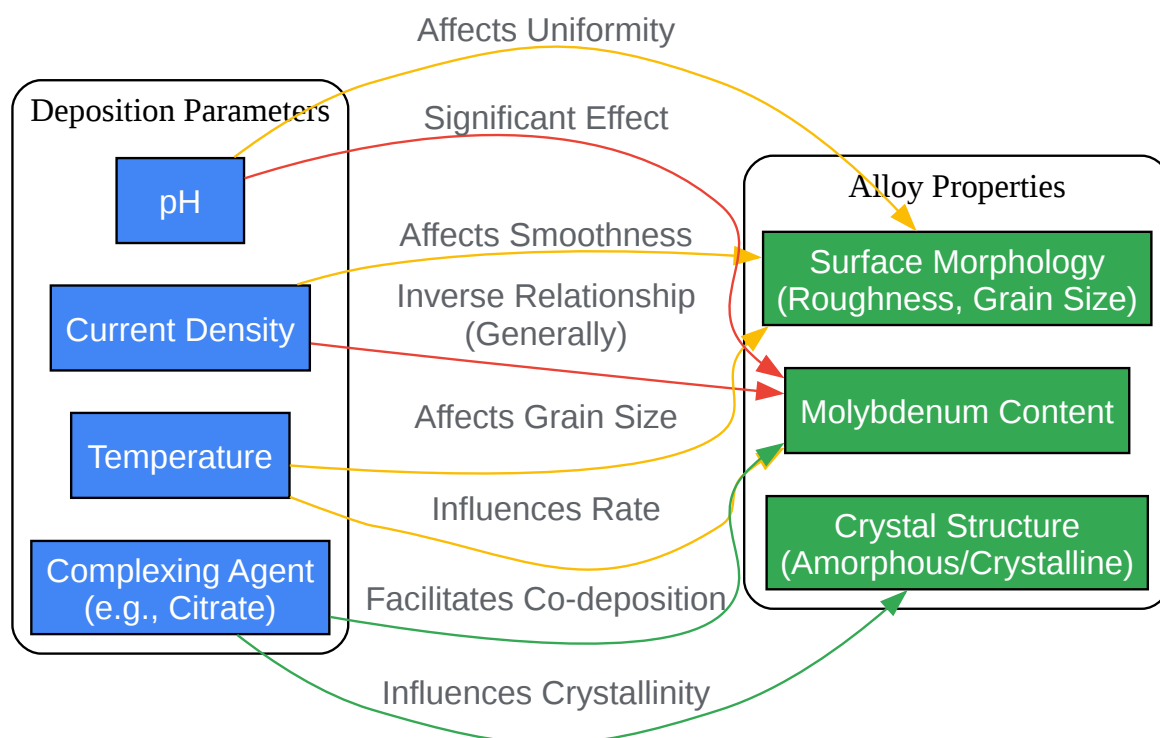 Affects Uniformity
Deposition Parameters
Significant Effect
pH
Alloy Properties
Affects Smoothness
Surface Morphology
(Roughness, Grain Size)
Current Density
Inverse Relationship
(Generally)
Molybdenum Content
Affects Grain Size
Temperature
Influences Rate
Crystal Structure
(Amorphous/Crystalline)
Complexing Agent
(e.g., Citrate)
Facilitates Co-deposition
Influences Crystallinity